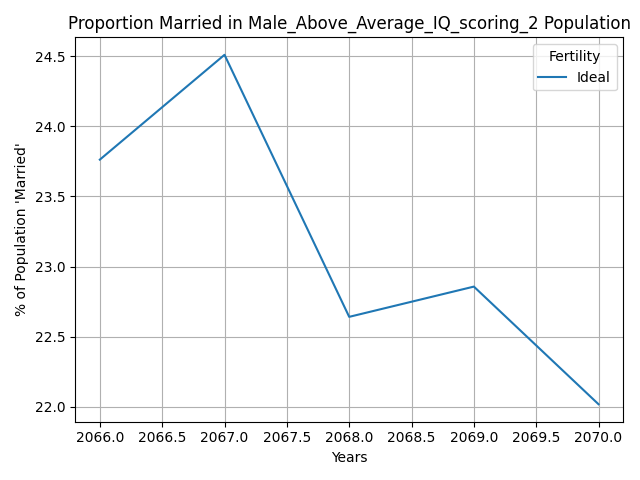 Proportion Married in Male_Above_Average_IQ_scoring_2 Population
Fertility
Ideal
24.5
24.0
23.5
23.0
22.5
22.0
% of Population 'Married'
2066.0 2066.5 2067.0 2067.5 2068.0 2068.5 2069.0 2069.5 2070.0
Years